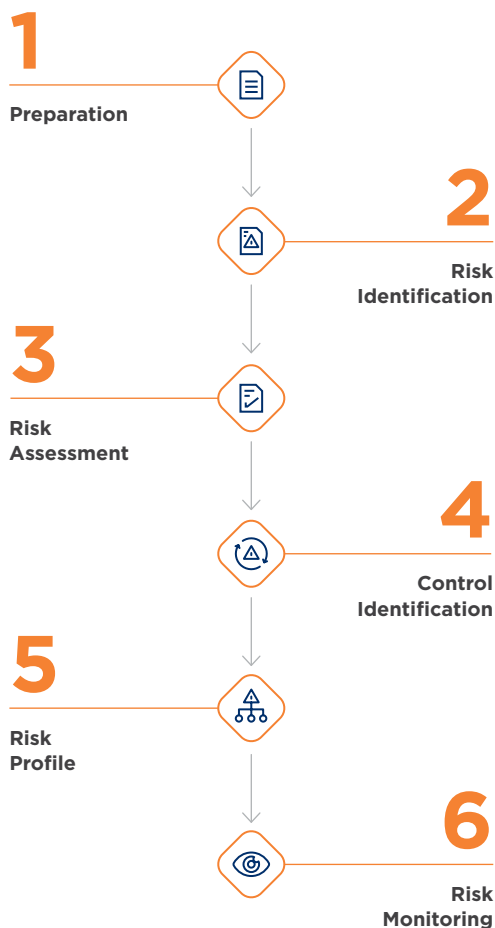 1
Preparation
2
Risk
Identification
3
Risk
Assessment
4
Control
Identification
5
Risk
Profile
6
Risk
Monitoring